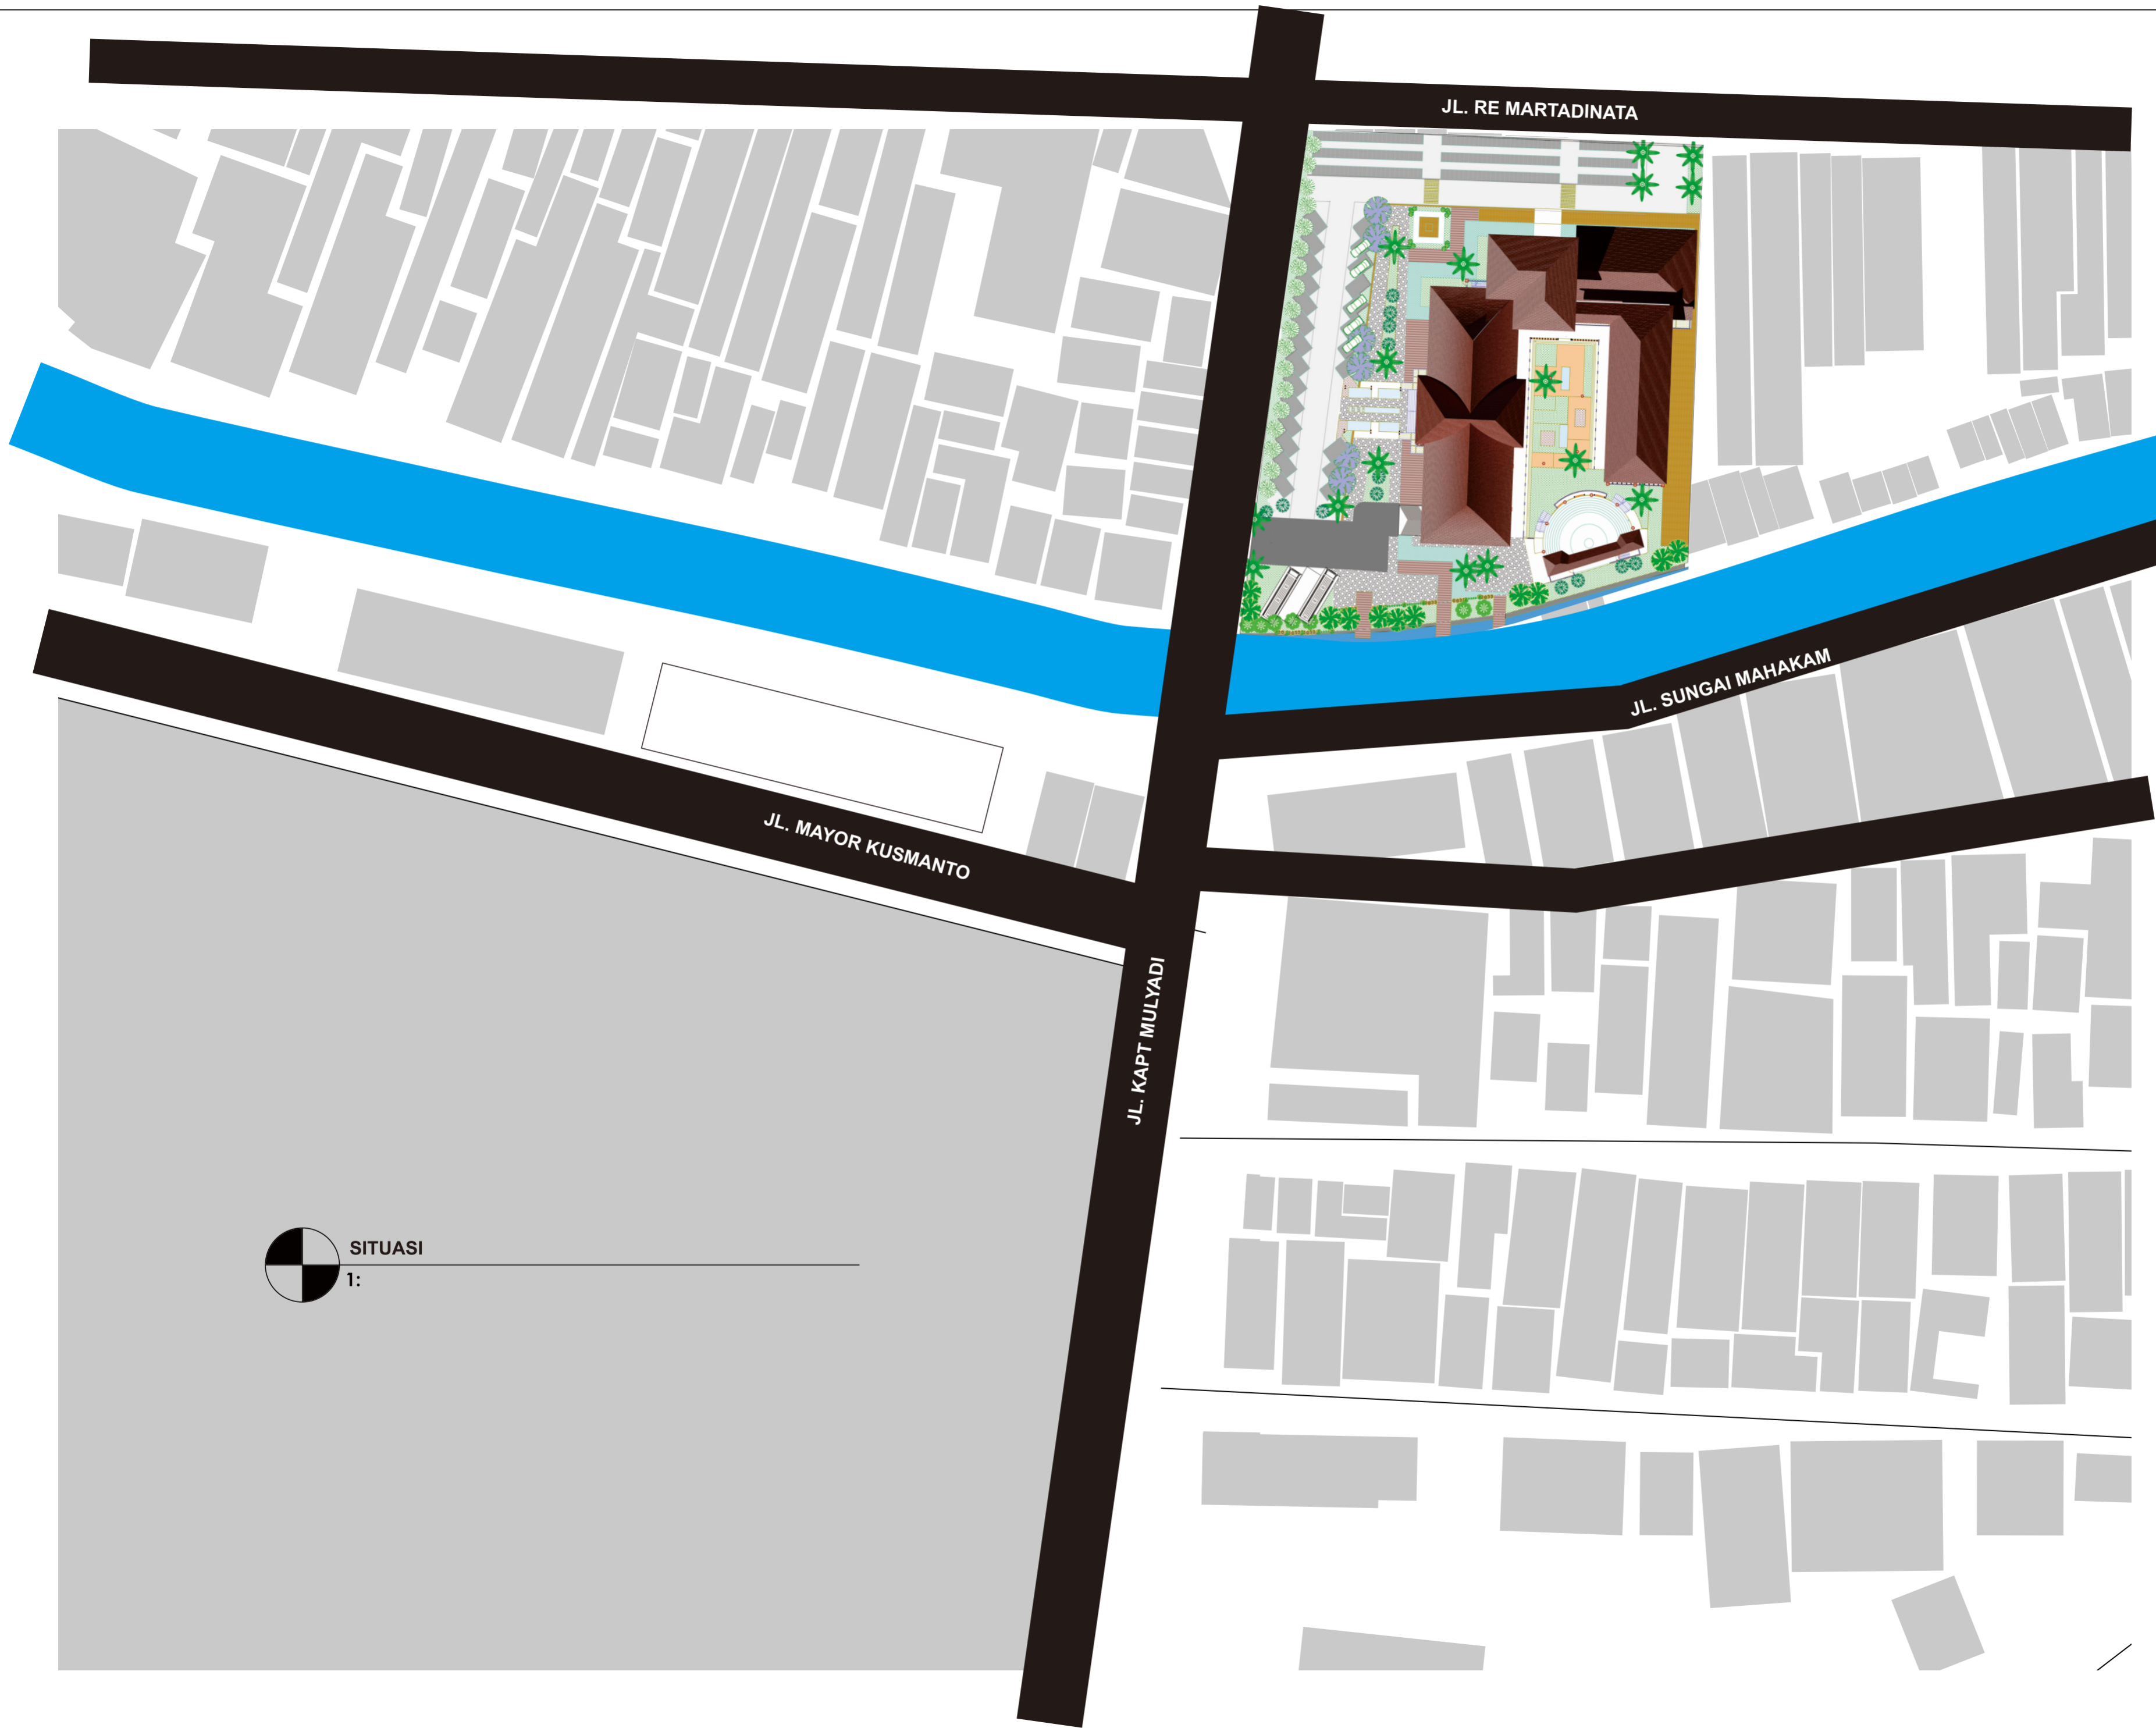 JL. RE MARTADINATA
JL. SUNGAI MAHAKAM
JL. MAYOR KUSMANTO
JL. KAPT MULYADI
SITUASI
1: